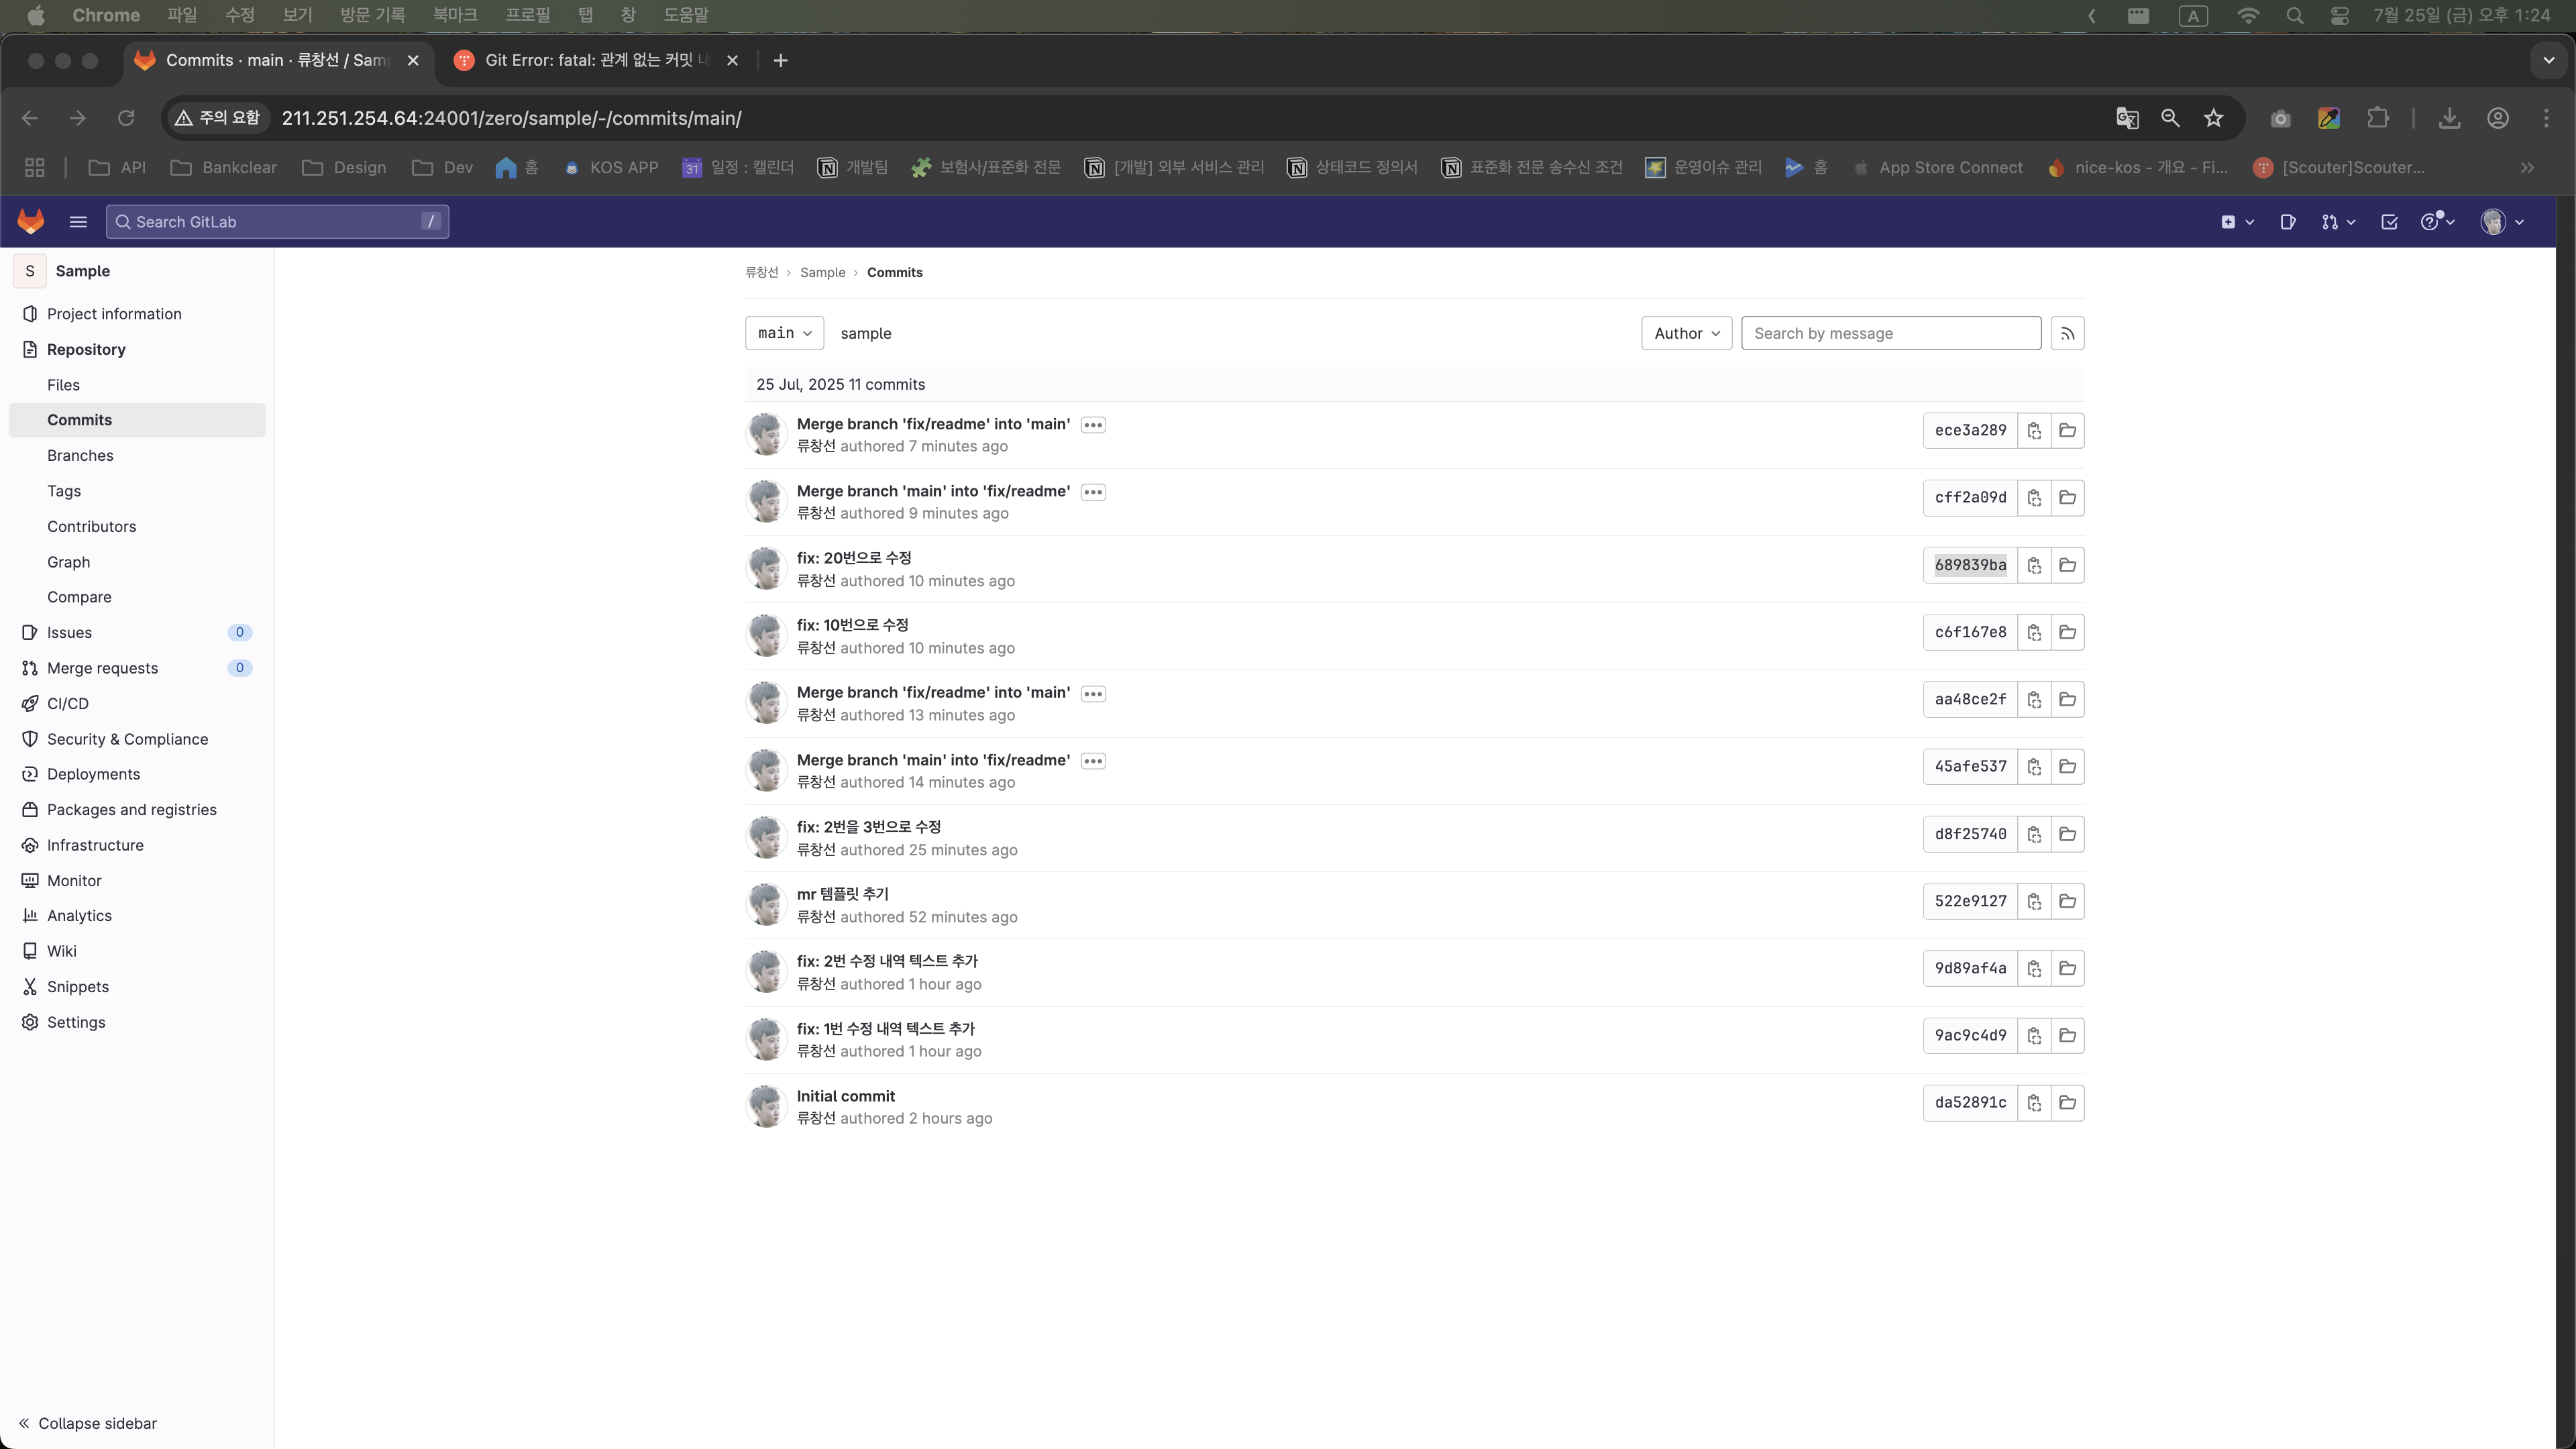 Chrome 파일 수정 보기 방문 기록 북마크 프로필 탭 창 도움말 A 7월 25일 (금) 오후 1:24
Commits · main · 류창선 / Sam Git Error: fatal: 관계 없는 커밋
주의 요함 211.251.254.64:24001/zero/sample/-/commits/main/
API Bankclear Design Dev 홈 KOS APP 31 일정 : 캘린더 개발팀 보험사/표준화 전문 [개발] 외부 서비스 관리 상태코드 정의서 표준화 전문 송수신 조건 운영이슈 관리 홈 App Store Connect nice-kos - 개요 - Fi... [Scouter]Scouter...
Search GitLab /
S Sample
Project information
Repository
Files
Commits
Branches
Tags
Contributors
Graph
Compare
Issues 0
Merge requests 0
CI/CD
Security & Compliance
Deployments
Packages and registries
Infrastructure
Monitor
Analytics
Wiki
Snippets
Settings
Collapse sidebar
류창선 › Sample › Commits
main sample Author Search by message
25 Jul, 2025 11 commits
Merge branch 'fix/readme' into 'main'
류창선 authored 7 minutes ago
ece3a289
Merge branch 'main' into 'fix/readme'
류창선 authored 9 minutes ago
cff2a09d
fix: 20번으로 수정
류창선 authored 10 minutes ago
689839ba
fix: 10번으로 수정
류창선 authored 10 minutes ago
c6f167e8
Merge branch 'fix/readme' into 'main'
류창선 authored 13 minutes ago
aa48ce2f
Merge branch 'main' into 'fix/readme'
류창선 authored 14 minutes ago
45afe537
fix: 2번을 3번으로 수정
류창선 authored 25 minutes ago
d8f25740
mr 템플릿 추기
류창선 authored 52 minutes ago
522e9127
fix: 2번 수정 내역 텍스트 추가
류창선 authored 1 hour ago
9d89af4a
fix: 1번 수정 내역 텍스트 추가
류창선 authored 1 hour ago
9ac9c4d9
Initial commit
류창선 authored 2 hours ago
da52891c